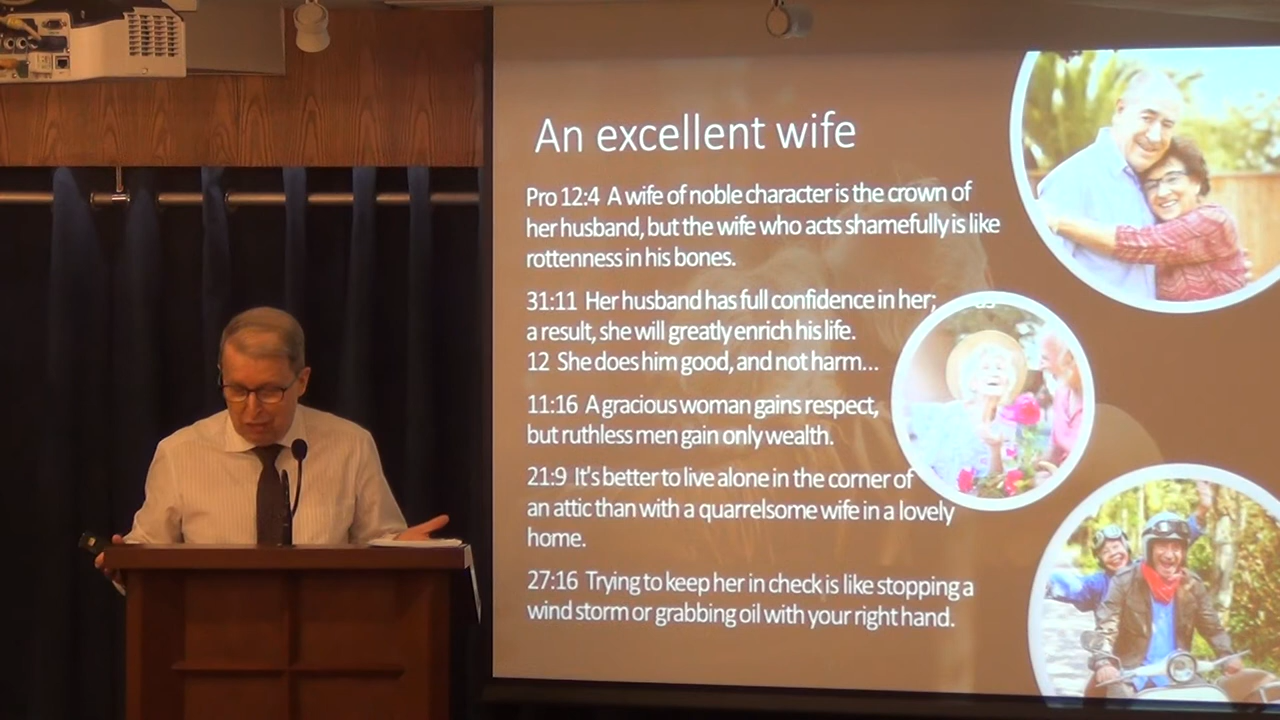 An excellent wife
Pro 12:4 A wife of noble character is the crown of
her husband, but the wife who acts shamefully is like
rottenness in his bones.
31:11 Her husband has full confidence in her; as
a result, she will greatly enrich his life.
12 She does him good, and not harm...
11:16 A gracious woman gains respect,
but ruthless men gain only wealth.
21:9 It's better to live alone in the corner of
an attic than with a quarrelsome wife in a lovely
home.
27:16 Trying to keep her in check is like stopping a
wind storm or grabbing oil with your right hand.